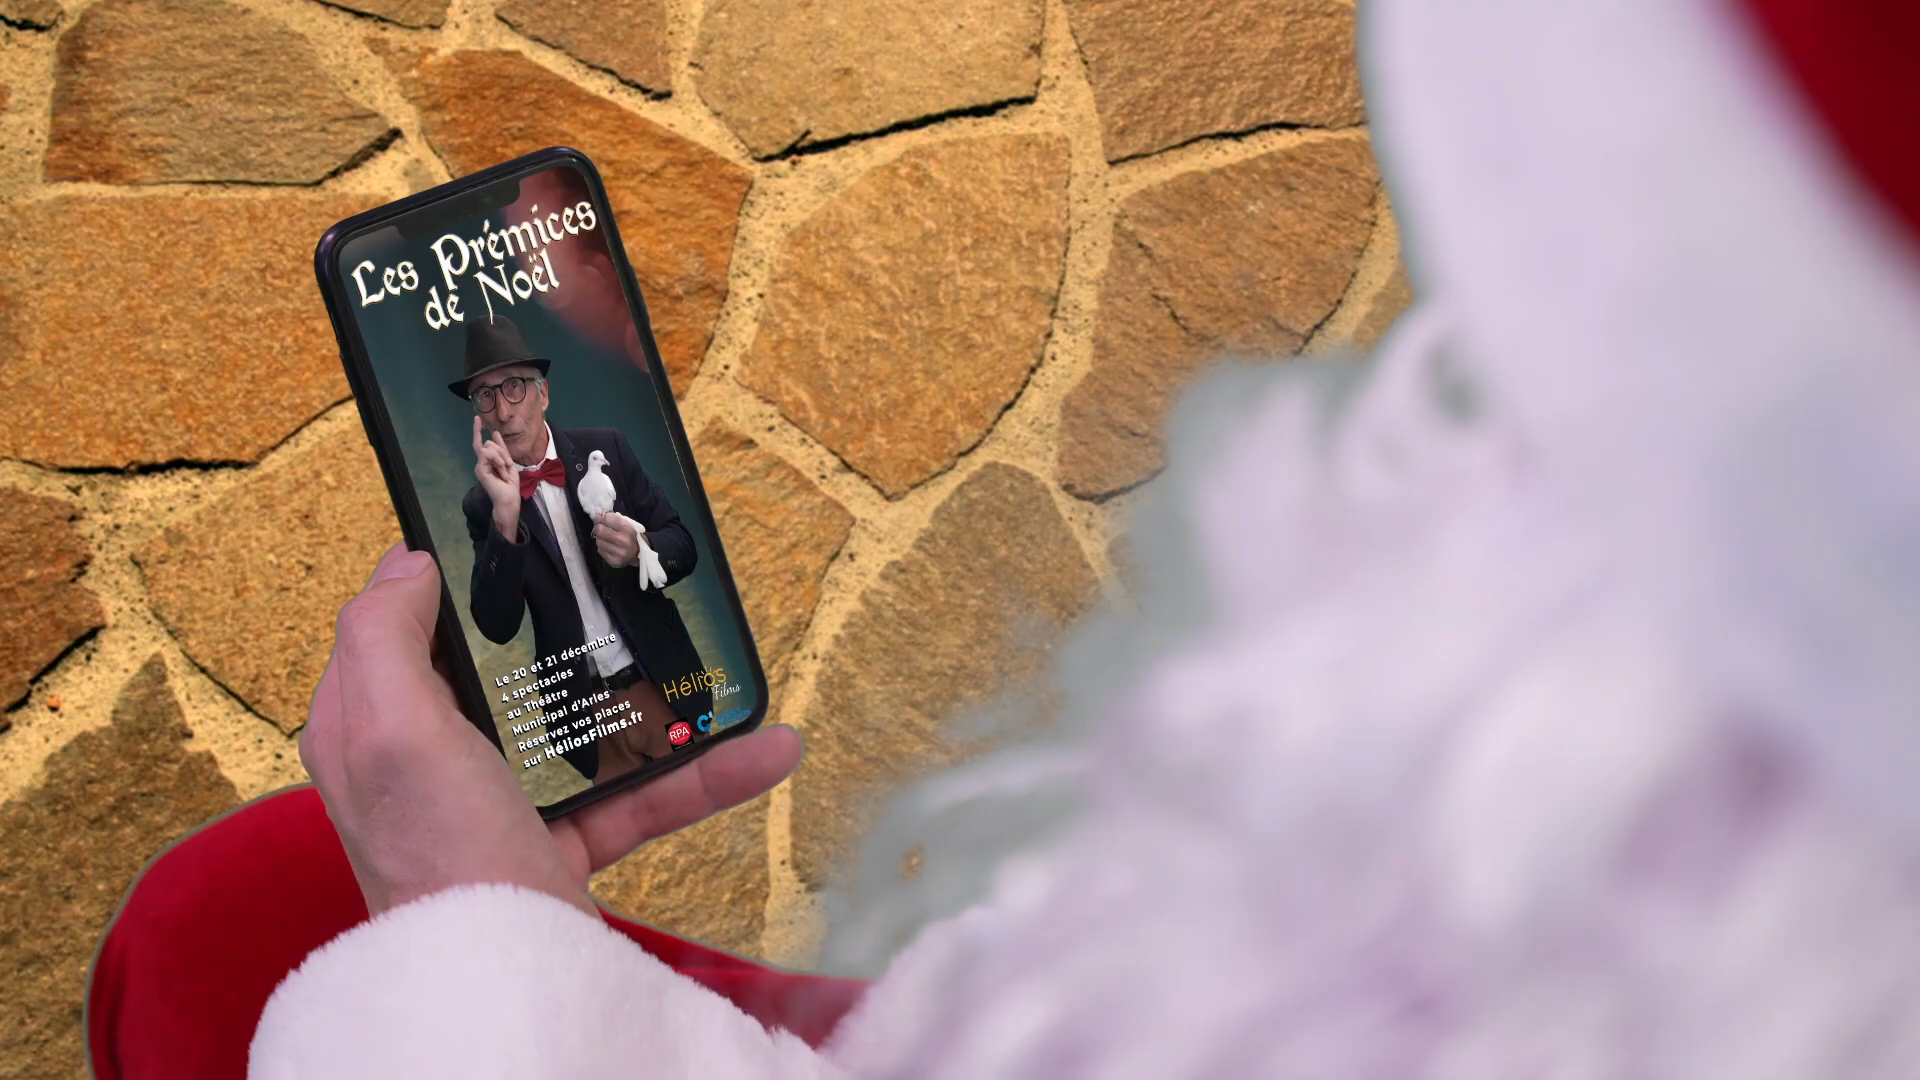 Les Prémices
de Noël
Le 20 et 21 décembre
4 spectacles
au Théâtre
Municipal d'Arles
Réservez vos places
sur HéliosFilms.fr
Hélios
Films
RPA